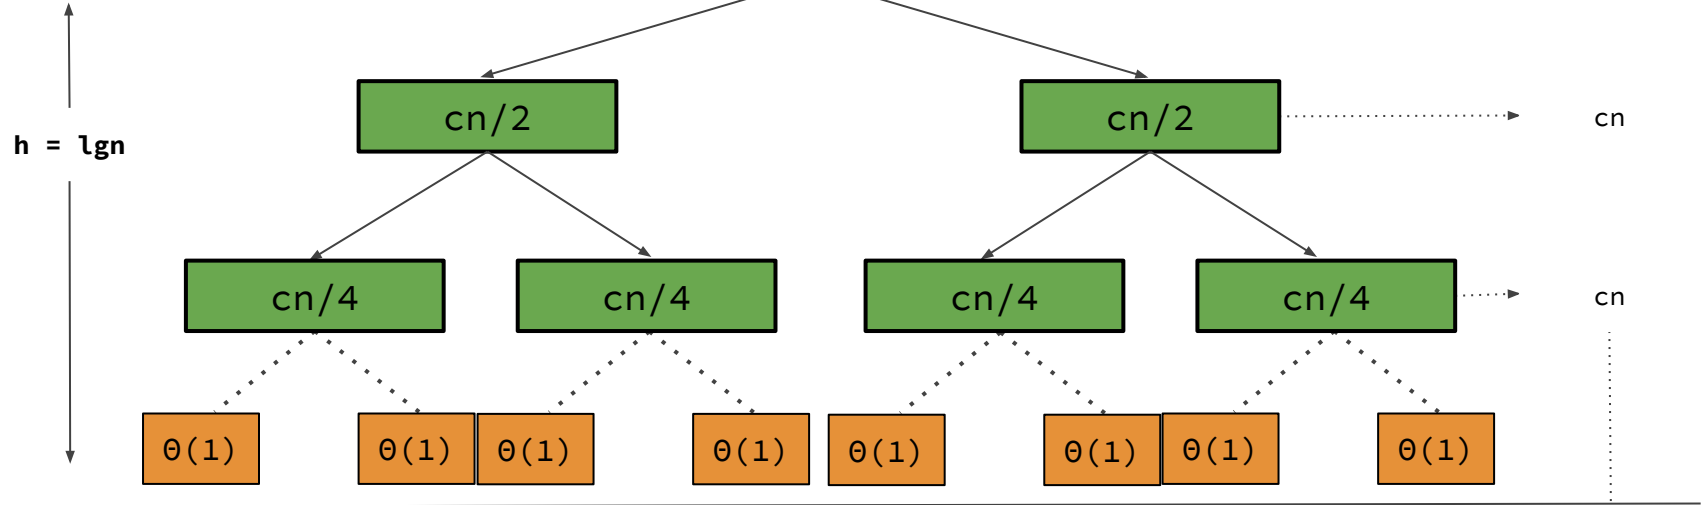 cn/2 cn/2 cn
h = lgn
cn/4 cn/4 cn/4 cn/4 cn
Θ(1) Θ(1) Θ(1) Θ(1) Θ(1) Θ(1) Θ(1) Θ(1)